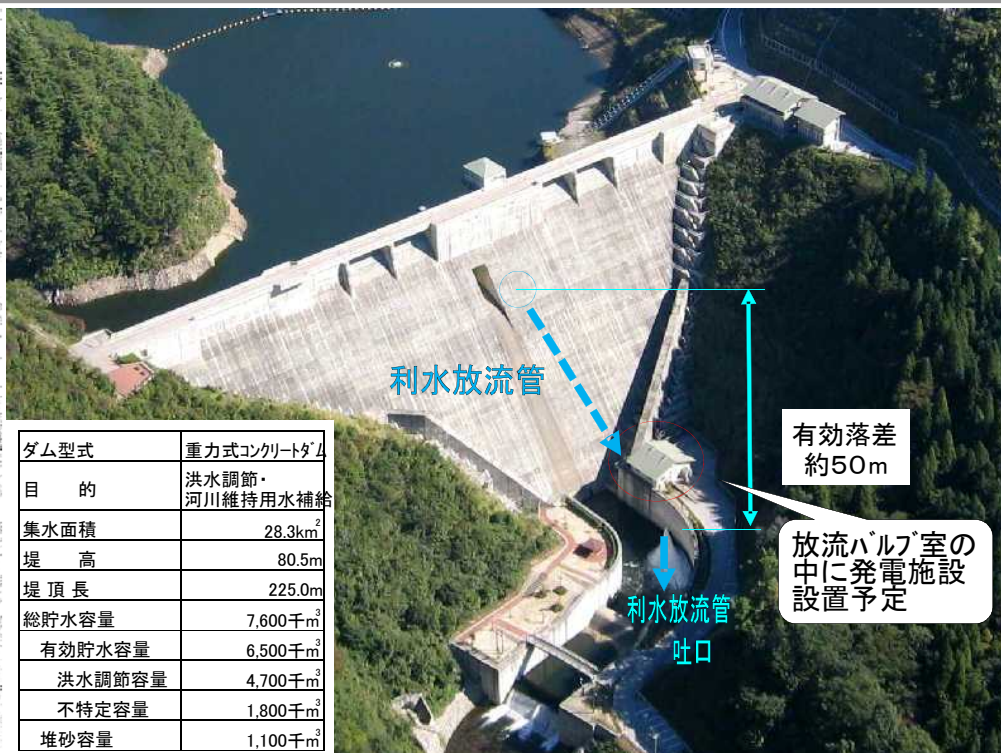 利水放流管
有効落差
約50m
放流バルブ室の
中に発電施設
設置予定
利水放流管
吐口
ダム型式 重力式コンクリートダム
目 的 洪水調節・
河川維持用水補給
集水面積 28.3km²
堤 高 80.5m
堤 頂 長 225.0m
総貯水容量 7,600千m³
有効貯水容量 6,500千m³
洪水調節容量 4,700千m³
不特定容量 1,800千m³
堆砂容量 1,100千m³